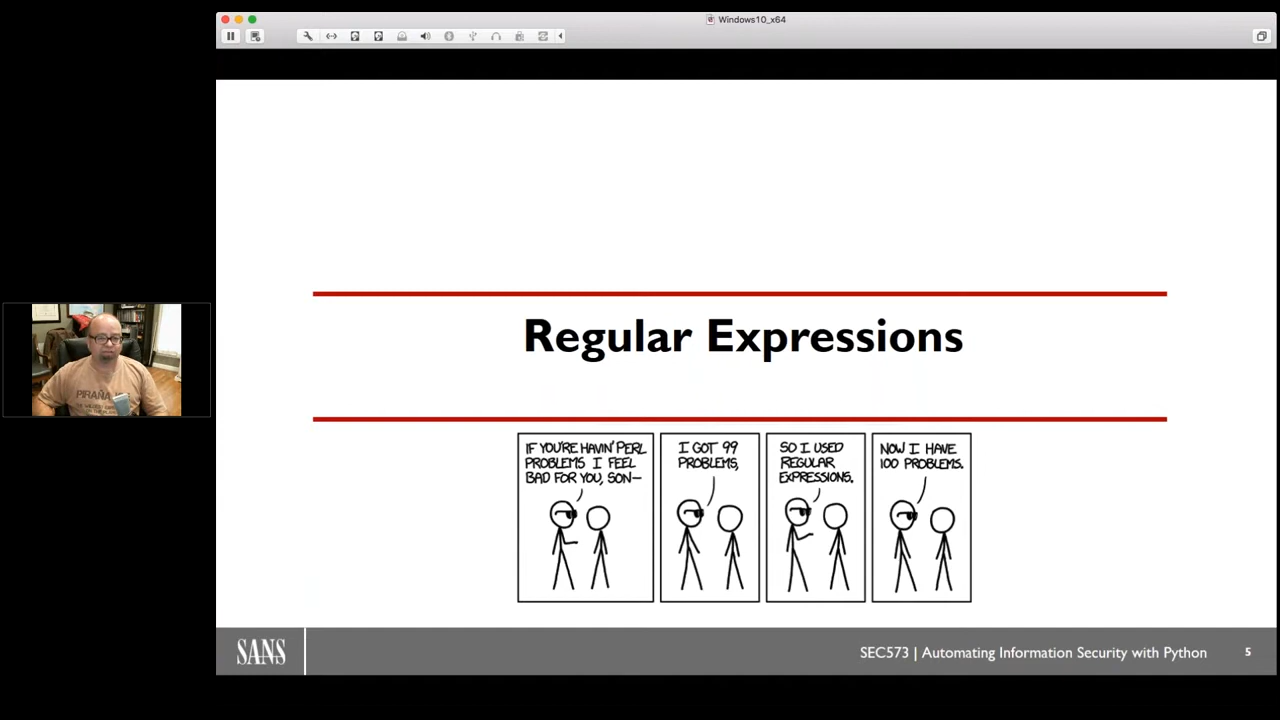 Windows10_x64
Regular Expressions
IF YOU'RE HAVIN' PERL
PROBLEMS I FEEL
BAD FOR YOU, SON—
I GOT 99
PROBLEMS,
SO I USED
REGULAR
EXPRESSIONS.
NOW I HAVE
100 PROBLEMS.
SANS
SEC573 | Automating Information Security with Python
5